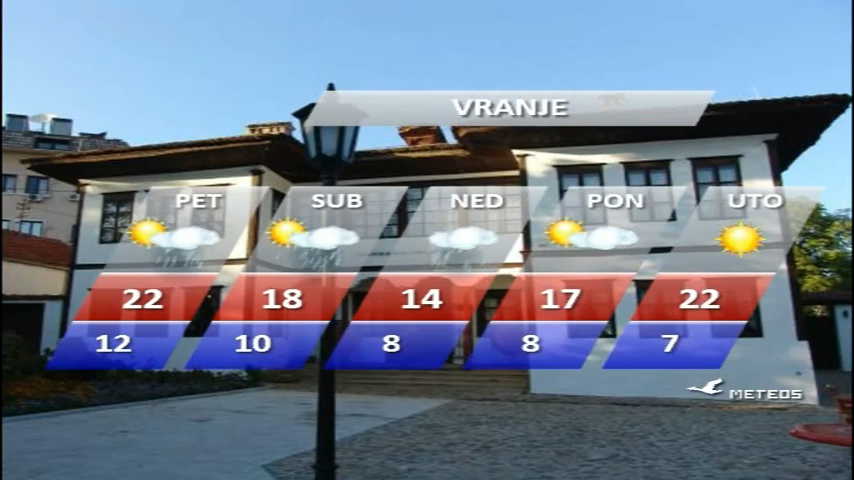 VRANJE
PET SUB NED PON UTO
22 18 14 17 22
12 10 8 8 7
METEOS